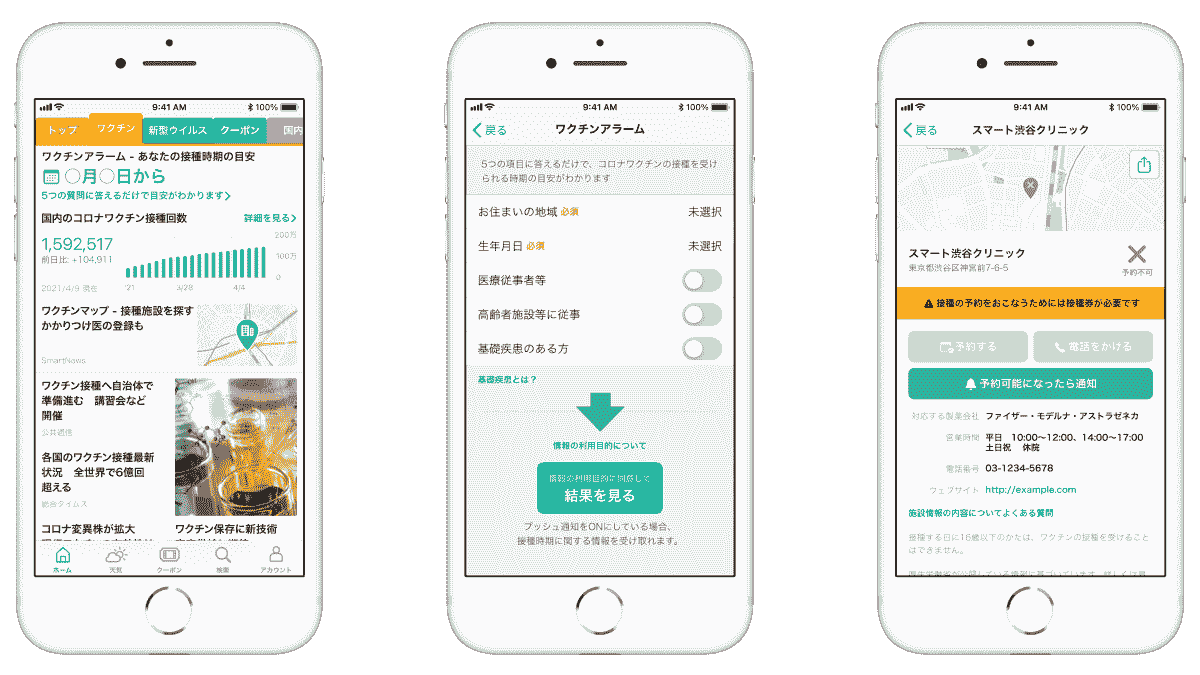 9:41 AM
100%
トップ
ワクチン
新型ウイルス
クーポン
国内
ワクチンアラーム - あなたの接種時期の目安
〇月〇日から
5つの質問に答えるだけで目安がわかります
国内のコロナワクチン接種回数
詳細を見る
1,592,517
前日比: +104,911
200万
100万
0
2021/4/9 現在
'21
3/28
4/4
ワクチンマップ - 接種施設を探す
かかりつけ医の登録も
SmartNews
ワクチン接種へ自治体で
準備進む 講習会など
開催
公共通信
各国のワクチン接種最新
状況 全世界で6億回
超える
総合タイムス
コロナ変異株が拡大
ワクチン保存に新技術
ホーム
天気
クーポン
検索
アカウント
9:41 AM
100%
戻る
ワクチンアラーム
5つの項目に答えるだけで、コロナワクチンの接種を受け
られる時期の目安がわかります
お住まいの地域 必須
未選択
生年月日 必須
未選択
医療従事者等
高齢者施設等に従事
基礎疾患のある方
基礎疾患とは？
情報の利用目的について
情報の利用目的に同意して
結果を見る
プッシュ通知をONにしている場合、
接種時期に関する情報を受け取れます。
9:41 AM
100%
戻る
スマート渋谷クリニック
スマート渋谷クリニック
東京都渋谷区神宮前7-6-5
予約不可
接種の予約をおこなうためには接種券が必要です
予約する
電話をかける
予約可能になったら通知
対応する製薬会社 ファイザー・モデルナ・アストラゼネカ
営業時間 平日 10:00〜12:00、14:00〜17:00
土日祝 休院
電話番号 03-1234-5678
ウェブサイト http://example.com
施設情報の内容についてよくある質問
接種する日に16歳以下のかたは、ワクチンの接種を受けること
はできません。